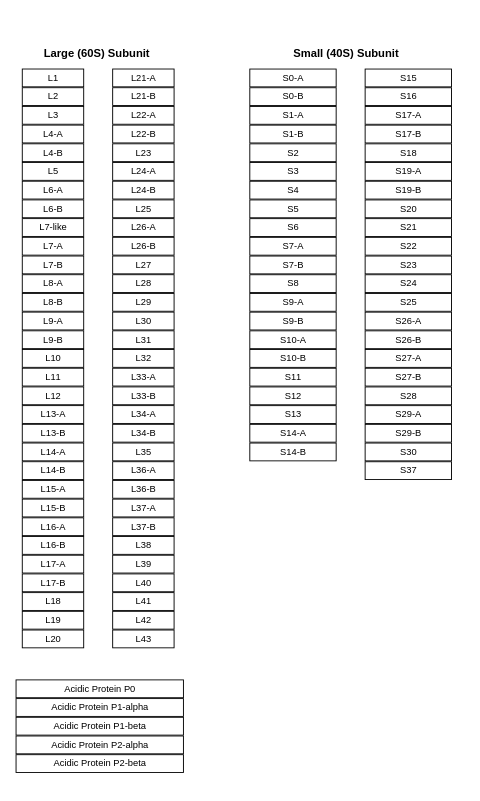 Large (60S) Subunit
L1
L2
L3
L4-A
L4-B
L5
L6-A
L6-B
L7-like
L7-A
L7-B
L8-A
L8-B
L9-A
L9-B
L10
L11
L12
L13-A
L13-B
L14-A
L14-B
L15-A
L15-B
L16-A
L16-B
L17-A
L17-B
L18
L19
L20
L21-A
L21-B
L22-A
L22-B
L23
L24-A
L24-B
L25
L26-A
L26-B
L27
L28
L29
L30
L31
L32
L33-A
L33-B
L34-A
L34-B
L35
L36-A
L36-B
L37-A
L37-B
L38
L39
L40
L41
L42
L43
Acidic Protein P0
Acidic Protein P1-alpha
Acidic Protein P1-beta
Acidic Protein P2-alpha
Acidic Protein P2-beta
Small (40S) Subunit
S0-A
S0-B
S1-A
S1-B
S2
S3
S4
S5
S6
S7-A
S7-B
S8
S9-A
S9-B
S10-A
S10-B
S11
S12
S13
S14-A
S14-B
S15
S16
S17-A
S17-B
S18
S19-A
S19-B
S20
S21
S22
S23
S24
S25
S26-A
S26-B
S27-A
S27-B
S28
S29-A
S29-B
S30
S37